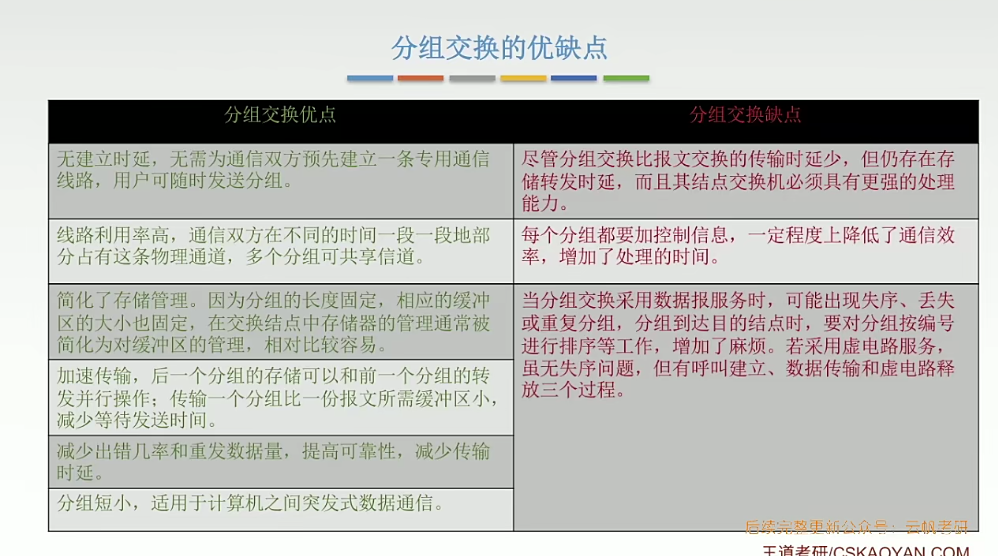 分组交换的优缺点
分组交换优点
分组交换缺点
无建立时延，无需为通信双方预先建立一条专用通信
线路，用户可随时发送分组。
尽管分组交换比报文交换的传输时延少，但仍存在存
储转发时延，而且其结点交换机必须具有更强的处理
能力。
线路利用率高，通信双方在不同的时间一段一段地部
分占有这条物理通道，多个分组可共享信道。
每个分组都要加控制信息，一定程度上降低了通信效
率，增加了处理的时间。
简化了存储管理。因为分组的长度固定，相应的缓冲
区的大小也固定，在交换结点中存储器的管理通常被
简化为对缓冲区的管理，相对比较容易。
当分组交换采用数据报服务时，可能出现失序、丢失
或重复分组，分组到达目的结点时，要对分组按编号
进行排序等工作，增加了麻烦。若采用虚电路服务，
虽无失序问题，但有呼叫建立、数据传输和虚电路释
放三个过程。
加速传输，后一个分组的存储可以和前一个分组的转
发并行操作；传输一个分组比一份报文所需缓冲区小，
减少等待发送时间。
减少出错几率和重发数据量，提高可靠性，减少传输
时延。
分组短小，适用于计算机之间突发式数据通信。
后续完整更新公众号：云帆考研
王道考研/CSKAOYAN.COM